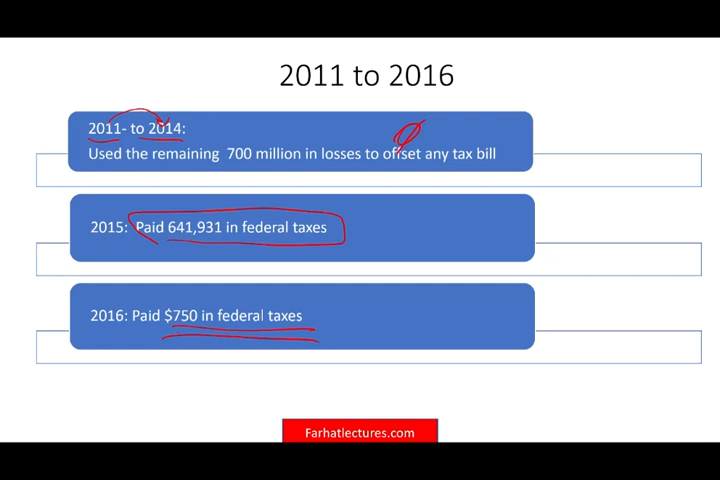 2011 to 2016
2011- to 2014:
Used the remaining 700 million in losses to offset any tax bill
2015: Paid 641,931 in federal taxes
2016: Paid $750 in federal taxes
Farhatlectures.com